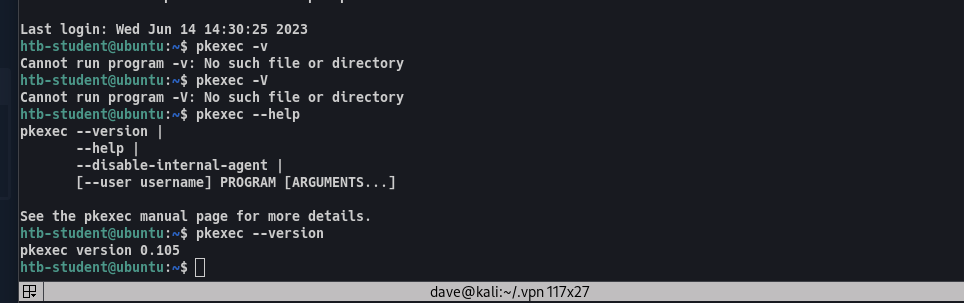 Last login: Wed Jun 14 14:30:25 2023
htb-student@ubuntu:~$ pkexec -v
Cannot run program -v: No such file or directory
htb-student@ubuntu:~$ pkexec -V
Cannot run program -V: No such file or directory
htb-student@ubuntu:~$ pkexec --help
pkexec --version |
       --help |
       --disable-internal-agent |
       [--user username] PROGRAM [ARGUMENTS...]

See the pkexec manual page for more details.
htb-student@ubuntu:~$ pkexec --version
pkexec version 0.105
htb-student@ubuntu:~$
dave@kali:~/.vpn 117x27